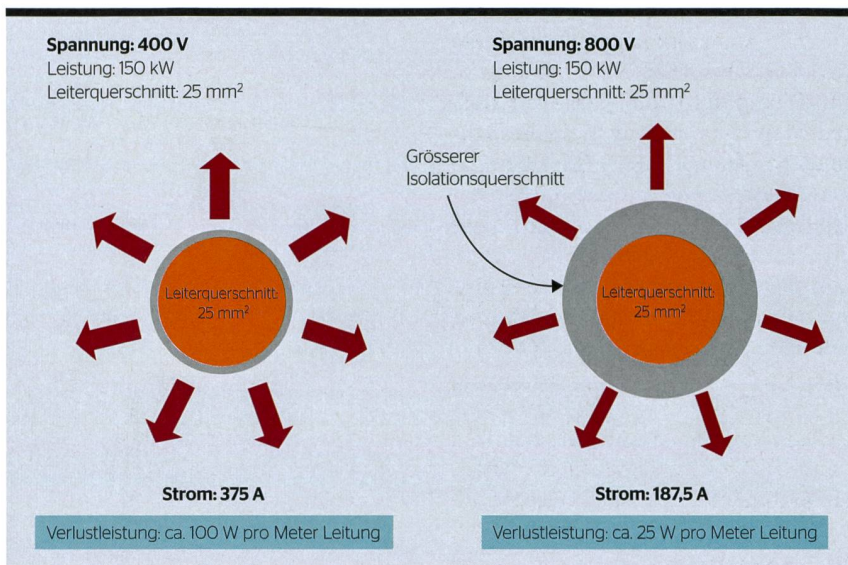 Spannung: 400 V
Leistung: 150 kW
Leiterquerschnitt: 25 mm²
Leiterquerschnitt:
25 mm²
Strom: 375 A
Verlustleistung: ca. 100 W pro Meter Leitung
Spannung: 800 V
Leistung: 150 kW
Leiterquerschnitt: 25 mm²
Grösserer
Isolationsquerschnitt
Leiterquerschnitt:
25 mm²
Strom: 187,5 A
Verlustleistung: ca. 25 W pro Meter Leitung